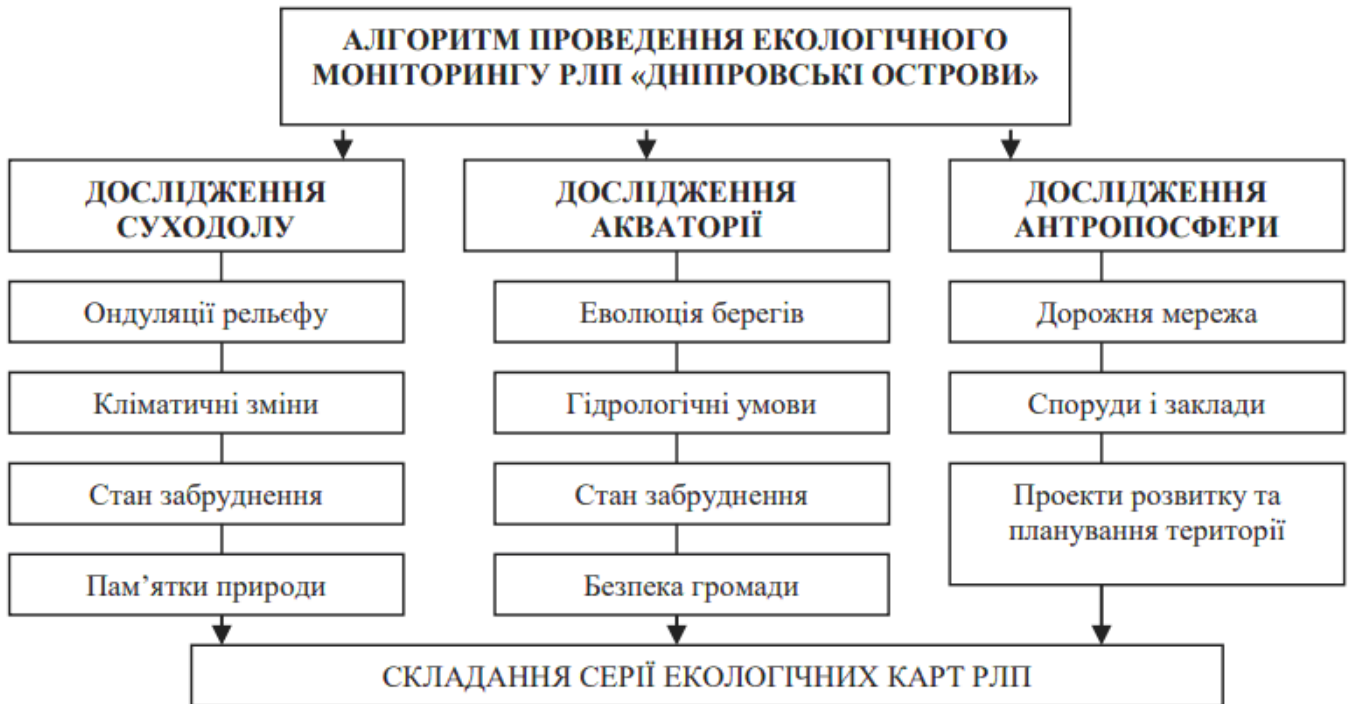 АЛГОРИТМ ПРОВЕДЕННЯ ЕКОЛОГІЧНОГО
МОНІТОРИНГУ РЛП «ДНІПРОВСЬКІ ОСТРОВИ»
ДОСЛІДЖЕННЯ
СУХОДОЛУ
Ондуляції рельєфу
Кліматичні зміни
Стан забруднення
Пам’ятки природи
ДОСЛІДЖЕННЯ
АКВАТОРІЇ
Еволюція берегів
Гідрологічні умови
Стан забруднення
Безпека громади
ДОСЛІДЖЕННЯ
АНТРОПОСФЕРИ
Дорожня мережа
Споруди і заклади
Проекти розвитку та
планування території
СКЛАДАННЯ СЕРІЇ ЕКОЛОГІЧНИХ КАРТ РЛП